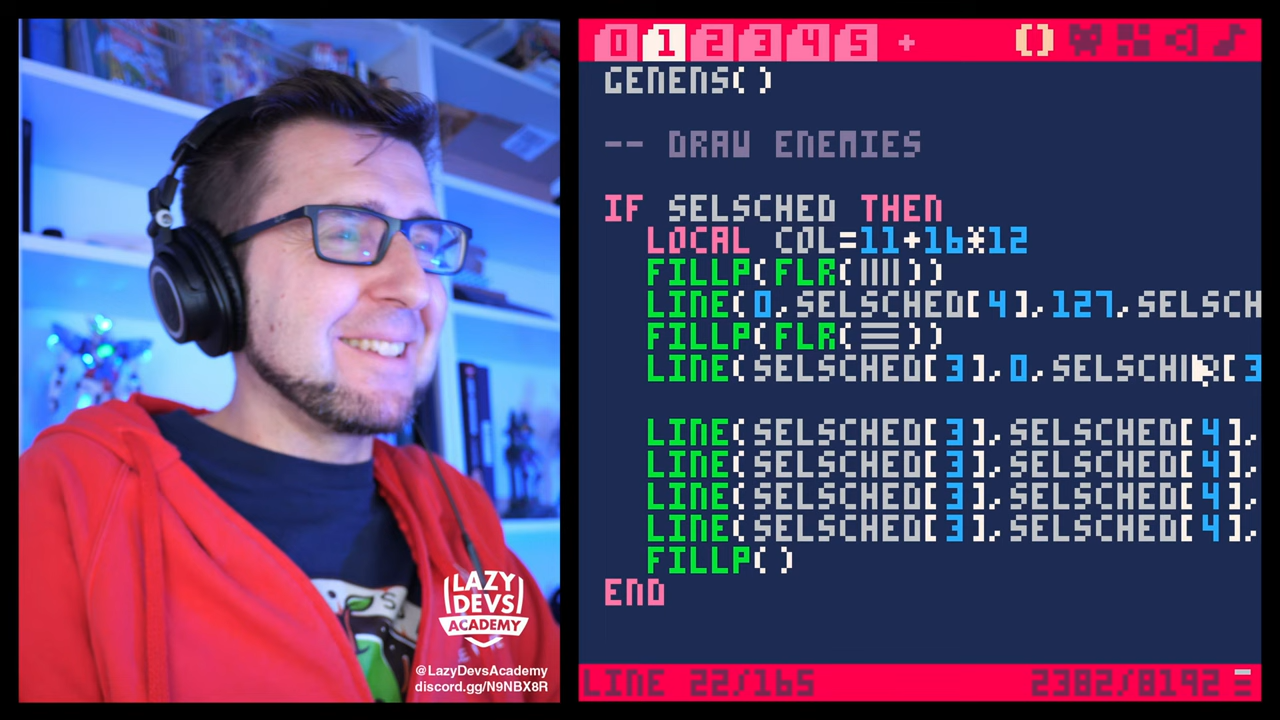 LAZY
DEVS
ACADEMY
@LazyDevsAcademy
discord.gg/N9NBX8R
0 1 2 3 4 5 +
GENENS()
-- DRAW ENEMIES
IF SELSCHED THEN
LOCAL COL=11+16*12
FILLP(FLR(▥))
LINE(0,SELSCHED[4],127,SELSCH
FILLP(FLR(▤))
LINE(SELSCHED[3],0,SELSCH
[3
LINE(SELSCHED[3],SELSCHED[4],
LINE(SELSCHED[3],SELSCHED[4],
LINE(SELSCHED[3],SELSCHED[4],
LINE(SELSCHED[3],SELSCHED[4],
FILLP()
END
LINE 22/165
2382/8192